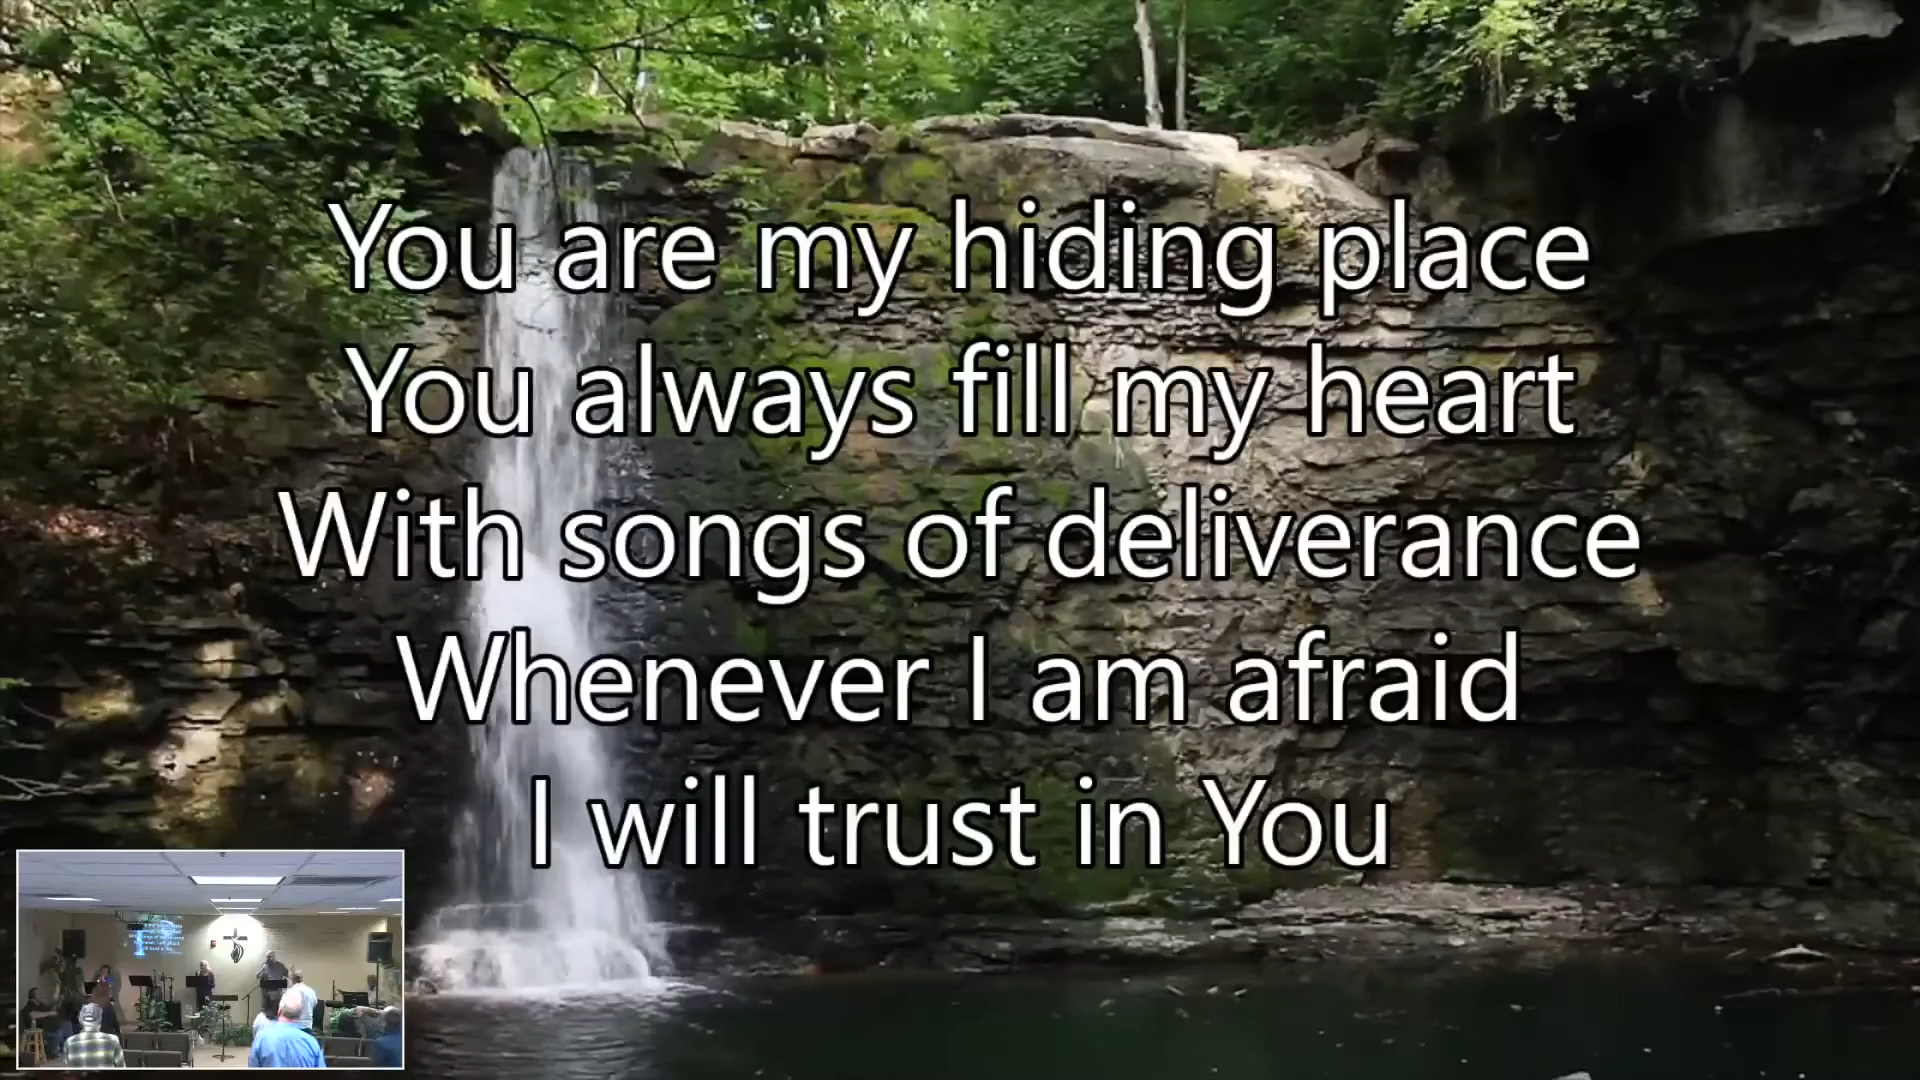 You are my hiding place
You always fill my heart
With songs of deliverance
Whenever I am afraid
I will trust in You